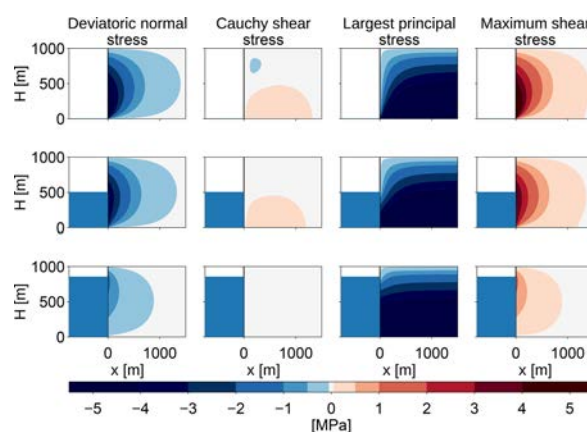 Deviatoric normal stress
Cauchy shear stress
Largest principal stress
Maximum shear stress
H [m]
1000
500
0
H [m]
1000
500
0
H [m]
1000
500
0
0 1000
0 1000
0 1000
0 1000
x [m]
x [m]
x [m]
x [m]
−5 −4 −3 −2 −1 0 1 2 3 4 5
[MPa]